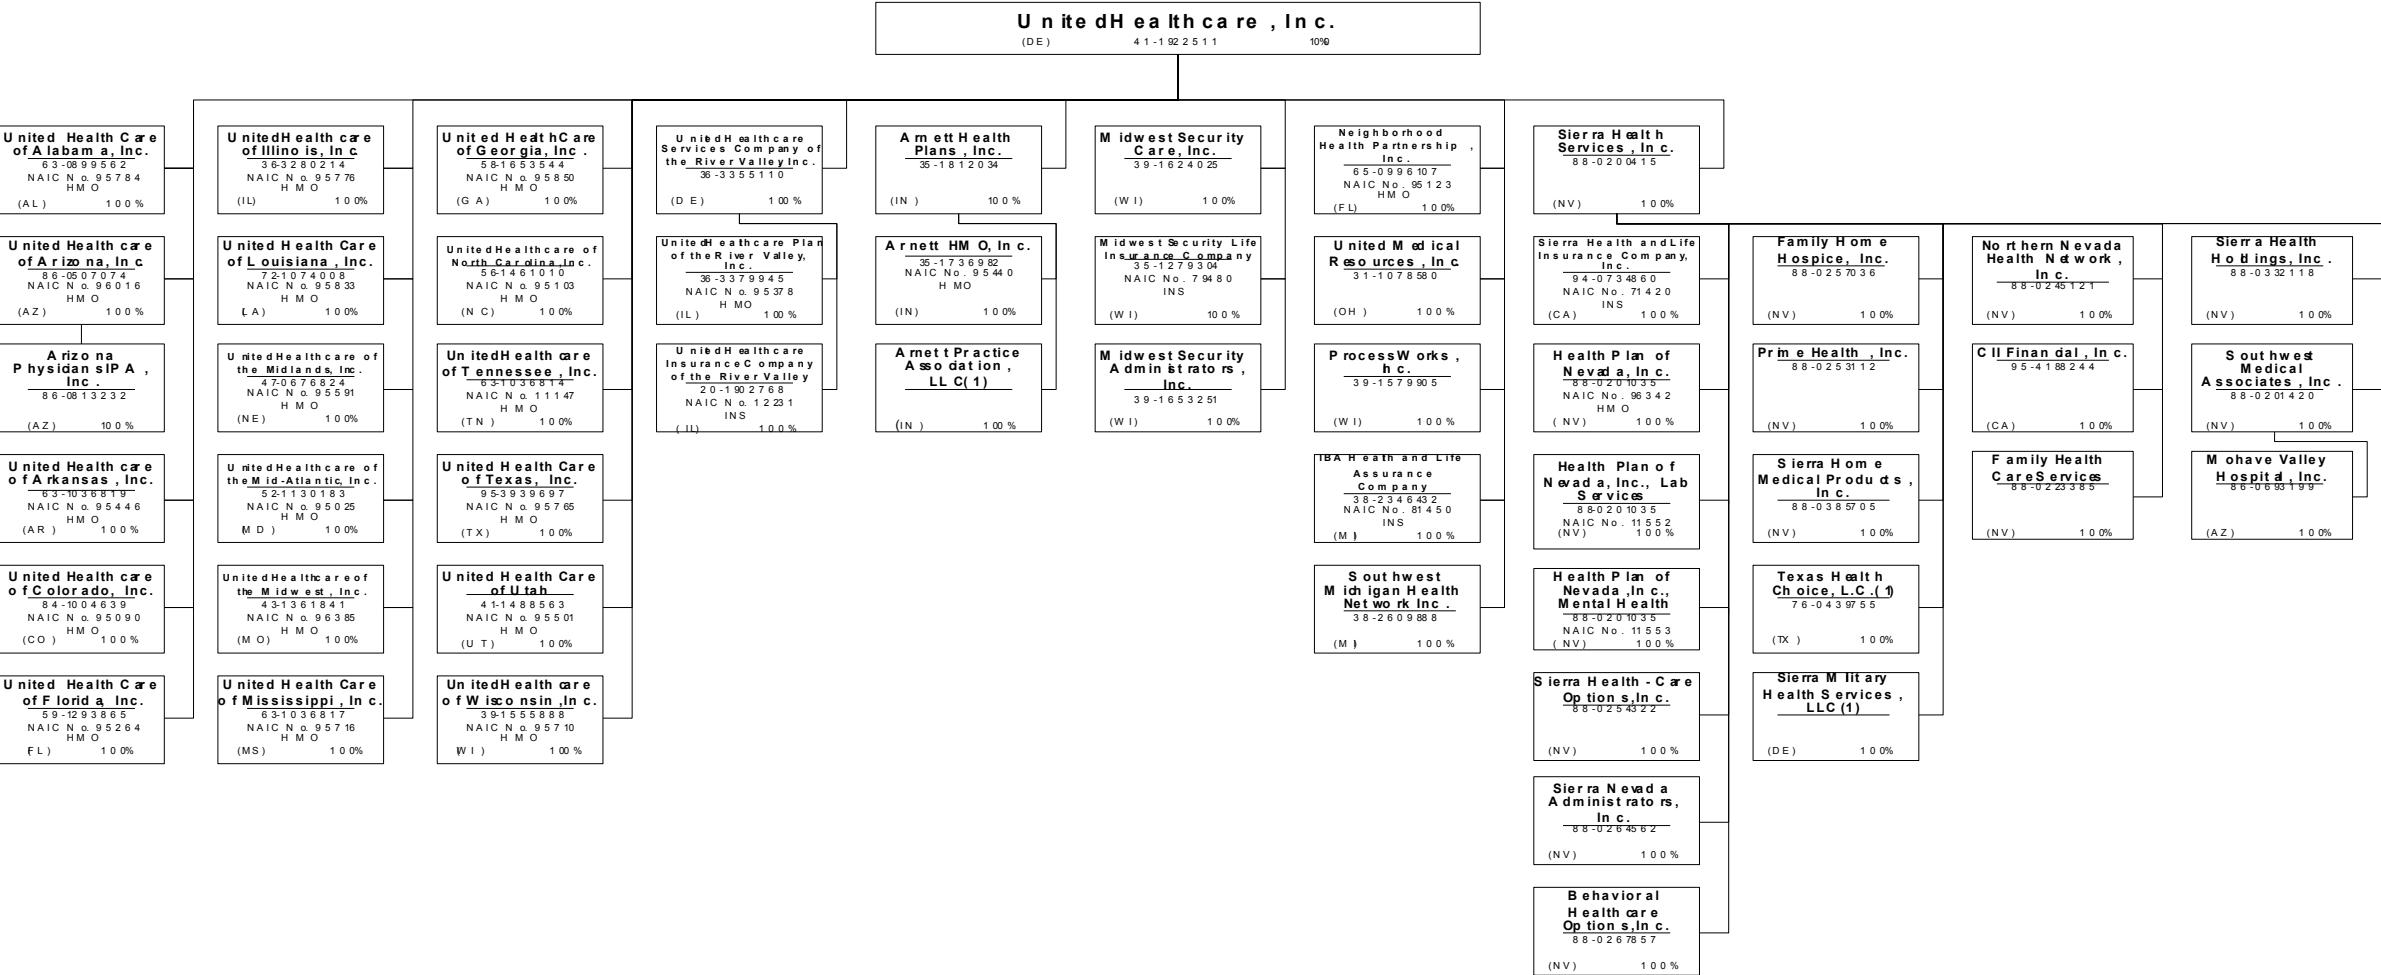 UnitedHealthcare, Inc.
(DE) 41-1922511 100%
United HealthCare
of Alabama, Inc.
63-0899562
NAIC No. 95784
HMO
(AL) 100%
United Healthcare
of Arizona, Inc.
86-0507074
NAIC No. 96016
HMO
(AZ) 100%
Arizona
Physicians IPA,
Inc.
86-0813232
(AZ) 100%
United Healthcare
of Arkansas, Inc.
63-1036819
NAIC No. 95446
HMO
(AR) 100%
United Healthcare
of Colorado, Inc.
84-1004639
NAIC No. 95090
HMO
(CO) 100%
United HealthCare
of Florida, Inc.
59-1293865
NAIC No. 95264
HMO
(FL) 100%
UnitedHealthcare
of Illinois, Inc.
36-3280214
NAIC No. 95776
HMO
(IL) 100%
United HealthCare
of Louisiana, Inc.
72-1074008
NAIC No. 95833
HMO
(LA) 100%
UnitedHealthcare of
the Midlands, Inc.
47-0676824
NAIC No. 95591
HMO
(NE) 100%
UnitedHealthcare of
the Mid-Atlantic, Inc.
52-1130183
NAIC No. 95025
HMO
(MD) 100%
UnitedHealthcare of
the Midwest, Inc.
43-1361841
NAIC No. 96385
HMO
(MO) 100%
United HealthCare
of Mississippi, Inc.
63-1036817
NAIC No. 95716
HMO
(MS) 100%
United HealthCare
of Georgia, Inc.
58-1653544
NAIC No. 95850
HMO
(GA) 100%
UnitedHealthcare of
North Carolina, Inc.
56-1461010
NAIC No. 95103
HMO
(NC) 100%
UnitedHealthcare
of Tennessee, Inc.
63-1036814
NAIC No. 11147
HMO
(TN) 100%
United HealthCare
of Texas, Inc.
95-3939697
NAIC No. 95765
HMO
(TX) 100%
United HealthCare
of Utah
41-1488563
NAIC No. 95501
HMO
(UT) 100%
UnitedHealthcare
of Wisconsin, Inc.
39-1555888
NAIC No. 95710
HMO
(WI) 100%
UnitedHealthcare
Services Company of
the River Valley Inc.
36-3355110
(DE) 100%
UnitedHealthcare Plan
of the River Valley,
Inc.
36-3379945
NAIC No. 95378
HMO
(IL) 100%
UnitedHealthcare
Insurance Company
of the River Valley
20-1902768
NAIC No. 12231
INS
(IL) 100%
Arnett Health
Plans, Inc.
35-1812034
(IN) 100%
Arnett HMO, Inc.
35-1736982
NAIC No. 95440
HMO
(IN) 100%
Arnett Practice
Association,
LLC(1)
(IN) 100%
Midwest Security
Care, Inc.
39-1624025
(WI) 100%
Midwest Security Life
Insurance Company
35-1279304
NAIC No. 79480
INS
(WI) 100%
Midwest Security
Administrators,
Inc.
39-1653251
(WI) 100%
Neighborhood
Health Partnership,
Inc.
65-0996107
NAIC No. 95123
HMO
(FL) 100%
United Medical
Resources, Inc.
31-1078580
(OH) 100%
ProcessWorks,
Inc.
39-1579905
(WI) 100%
IBA Health and Life
Assurance
Company
38-2346432
NAIC No. 81450
INS
(MI) 100%
Southwest
Michigan Health
Network Inc.
38-2609888
(MI) 100%
Sierra Health
Services, Inc.
88-0200415
(NV) 100%
Sierra Health and Life
Insurance Company,
Inc.
94-0734860
NAIC No. 71420
INS
(CA) 100%
Health Plan of
Nevada, Inc.
88-0201035
NAIC No. 96342
HMO
(NV) 100%
Health Plan of
Nevada, Inc., Lab
Services
88-0201035
NAIC No. 11552
(NV) 100%
Health Plan of
Nevada, Inc.,
Mental Health
88-0201035
NAIC No. 11553
(NV) 100%
Sierra Health-Care
Options, Inc.
88-0254322
(NV) 100%
Sierra Nevada
Administrators,
Inc.
88-0264562
(NV) 100%
Behavioral
Healthcare
Options, Inc.
88-0267857
(NV) 100%
Family Home
Hospice, Inc.
88-0257036
(NV) 100%
Prime Health, Inc.
88-0253112
(NV) 100%
Sierra Home
Medical Products,
Inc.
88-0385705
(NV) 100%
Texas Health
Choice, L.C.(1)
76-0439755
(TX) 100%
Sierra Military
Health Services,
LLC(1)
(DE) 100%
Northern Nevada
Health Network,
Inc.
88-0245121
(NV) 100%
CII Financial, Inc.
95-4188244
(CA) 100%
Family Health
Care Services
88-0223385
(NV) 100%
Sierra Health
Holdings, Inc.
88-0332118
(NV) 100%
Southwest
Medical
Associates, Inc.
88-0201420
(NV) 100%
Mohave Valley
Hospital, Inc.
86-0693199
(AZ) 100%